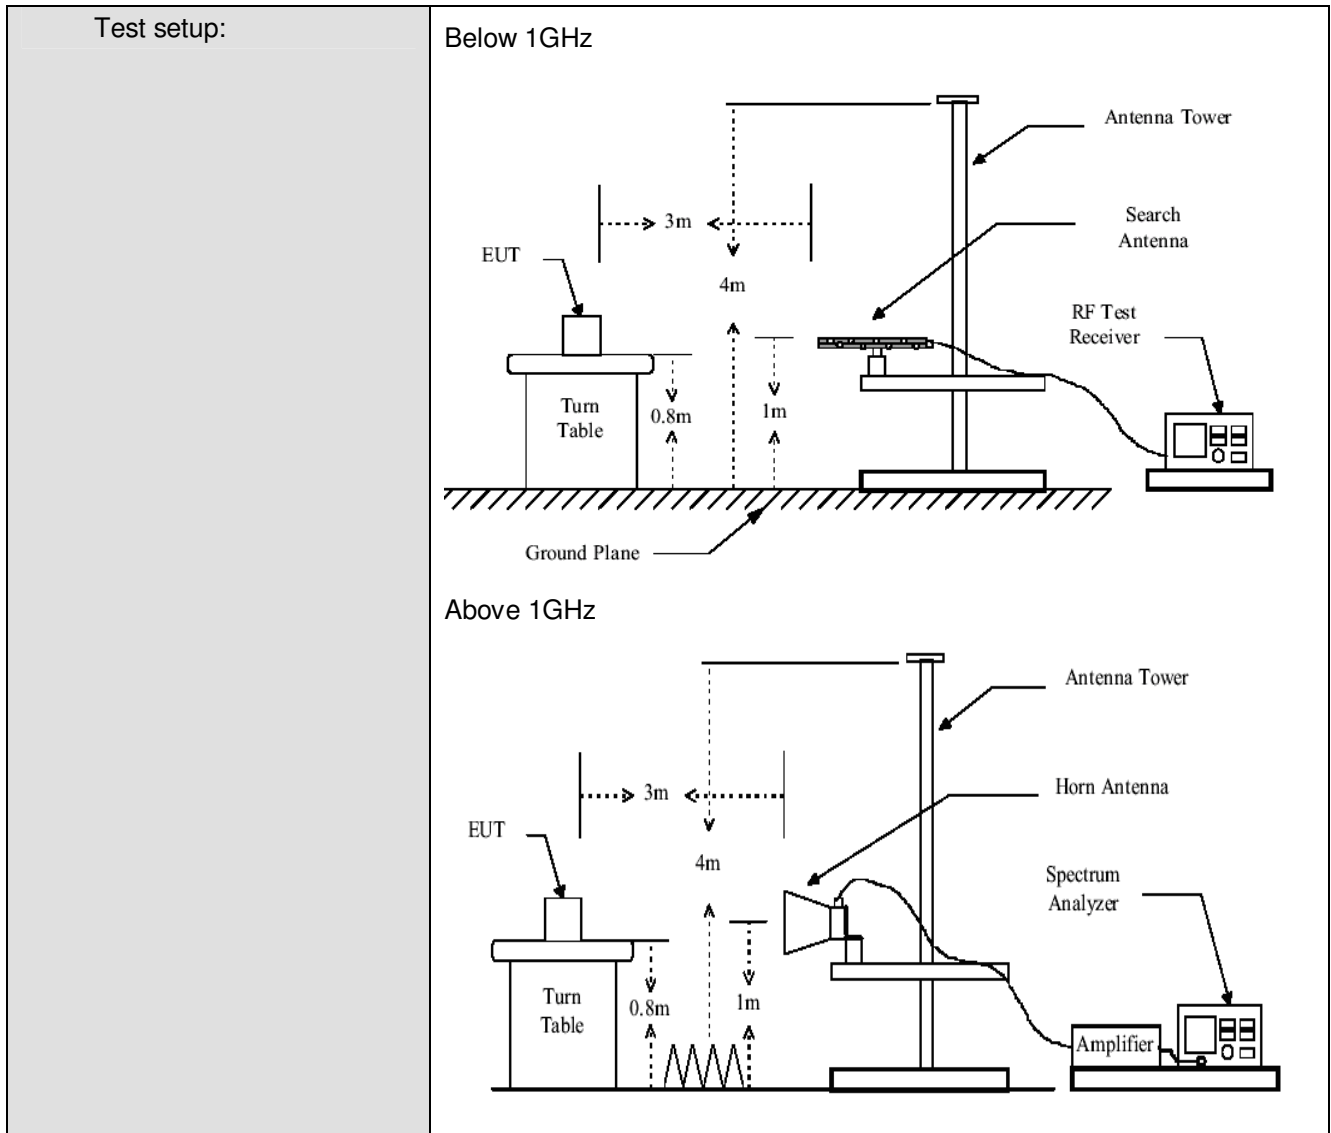 Test setup:
Below 1GHz
Antenna Tower
Search
Antenna
3m
EUT
4m
RF Test
Receiver
Turn
Table
0.8m
1m
Ground Plane
Above 1GHz
Antenna Tower
Horn Antenna
3m
EUT
4m
Spectrum
Analyzer
Turn
Table
0.8m
1m
Amplifier